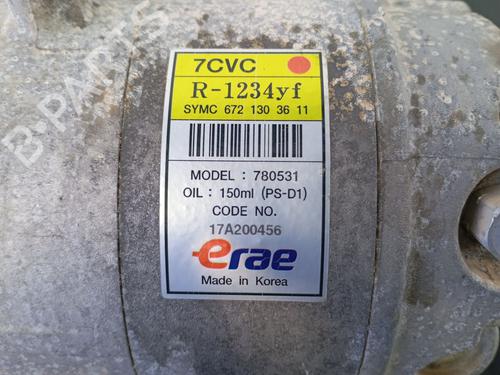 7CVC
R-1234yf
SYMC 672 130 36 11
MODEL : 780531
OIL : 150ml (PS-D1)
CODE NO.
17A200456
erae
Made in Korea
B-PARTS